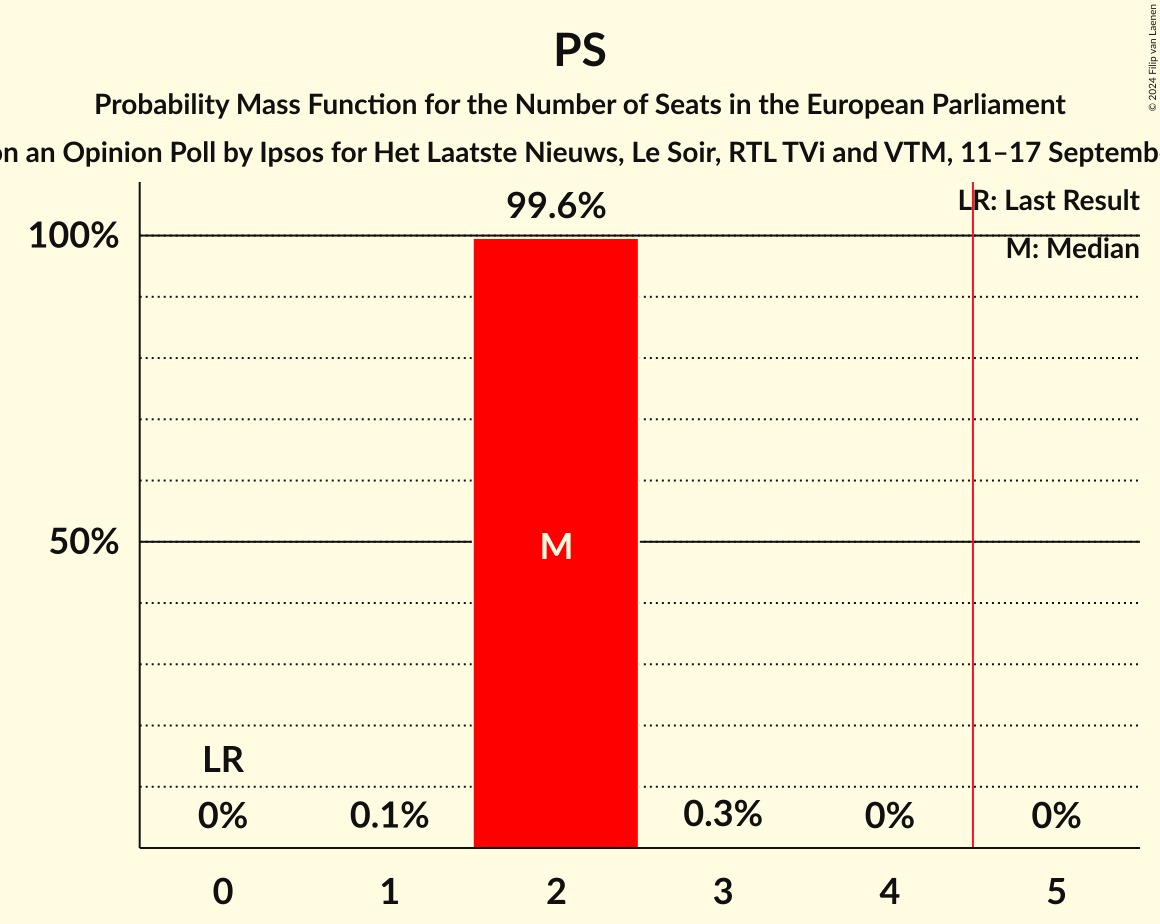 PS
Probability Mass Function for the Number of Seats in the European Parliament
an Opinion Poll by Ipsos for Het Laatste Nieuws, Le Soir, RTL TVi and VTM, 11–17
LR: Last Result
M: Median
99.6%
100%
50%
M
LR
0%
0.1%
0.3%
0%
0%
0 1 2 3 4 5
© 2024 Filip van Laenen